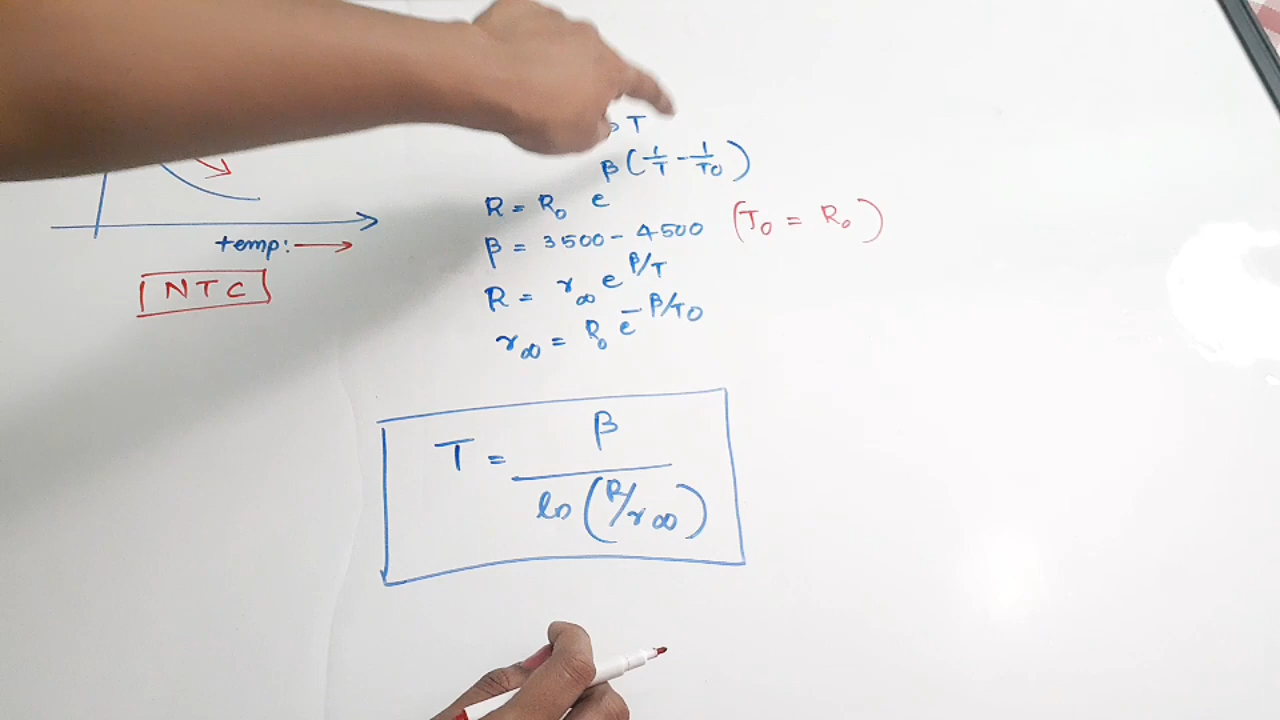 T
R = R₀ e^β(1/T - 1/T0)
β = 3500 - 4500 (T₀ = R₀)
temp: →
NTC
R = r∞ e^β/T
r∞ = R₀ e^-β/T0
T = β / ln(R/r∞)